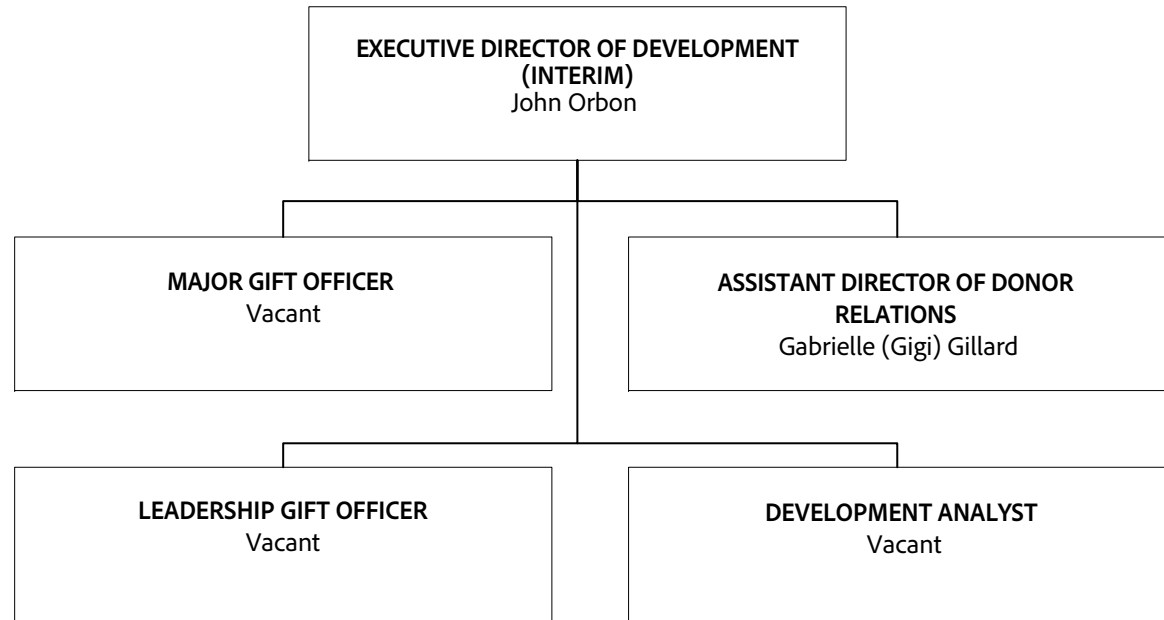 EXECUTIVE DIRECTOR OF DEVELOPMENT
(INTERIM)
John Orbon
MAJOR GIFT OFFICER
Vacant
ASSISTANT DIRECTOR OF DONOR
RELATIONS
Gabrielle (Gigi) Gillard
LEADERSHIP GIFT OFFICER
Vacant
DEVELOPMENT ANALYST
Vacant